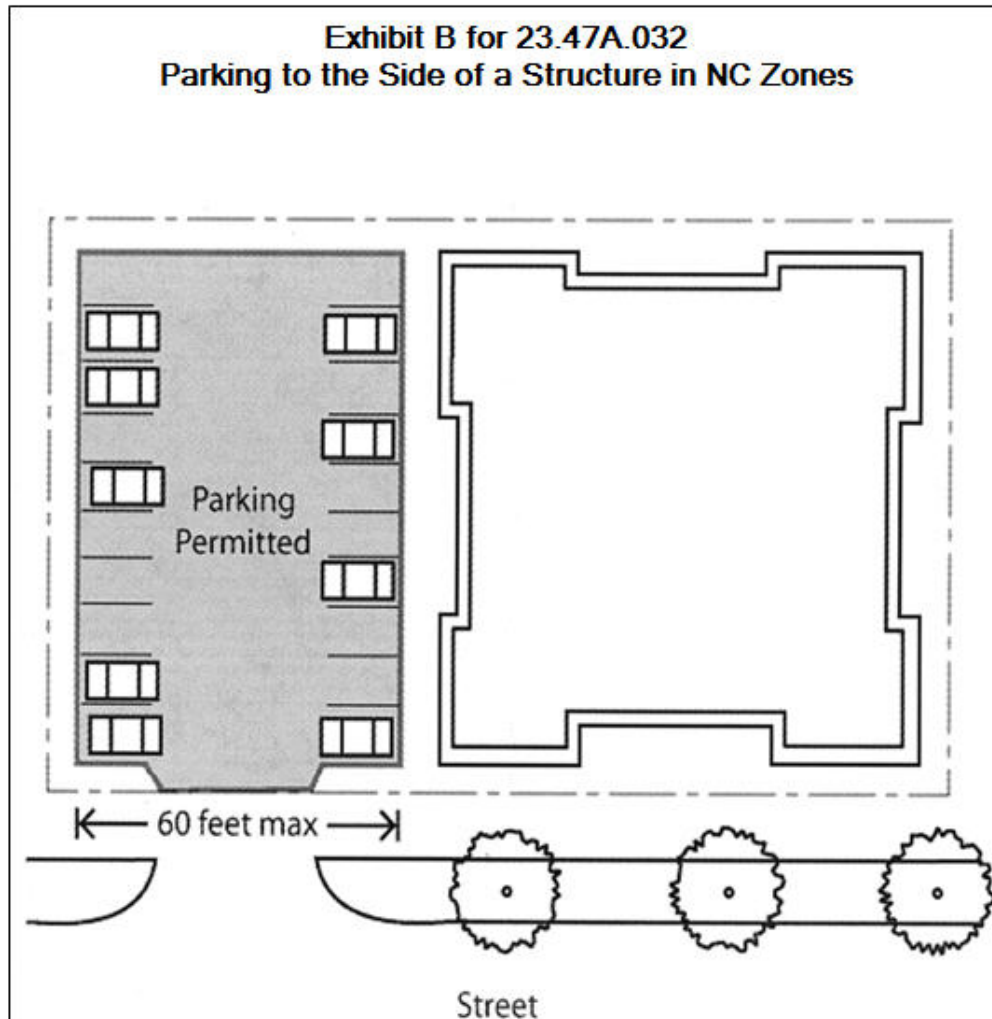 Exhibit B for 23.47A.032
Parking to the Side of a Structure in NC Zones
Parking
Permitted
60 feet max
Street